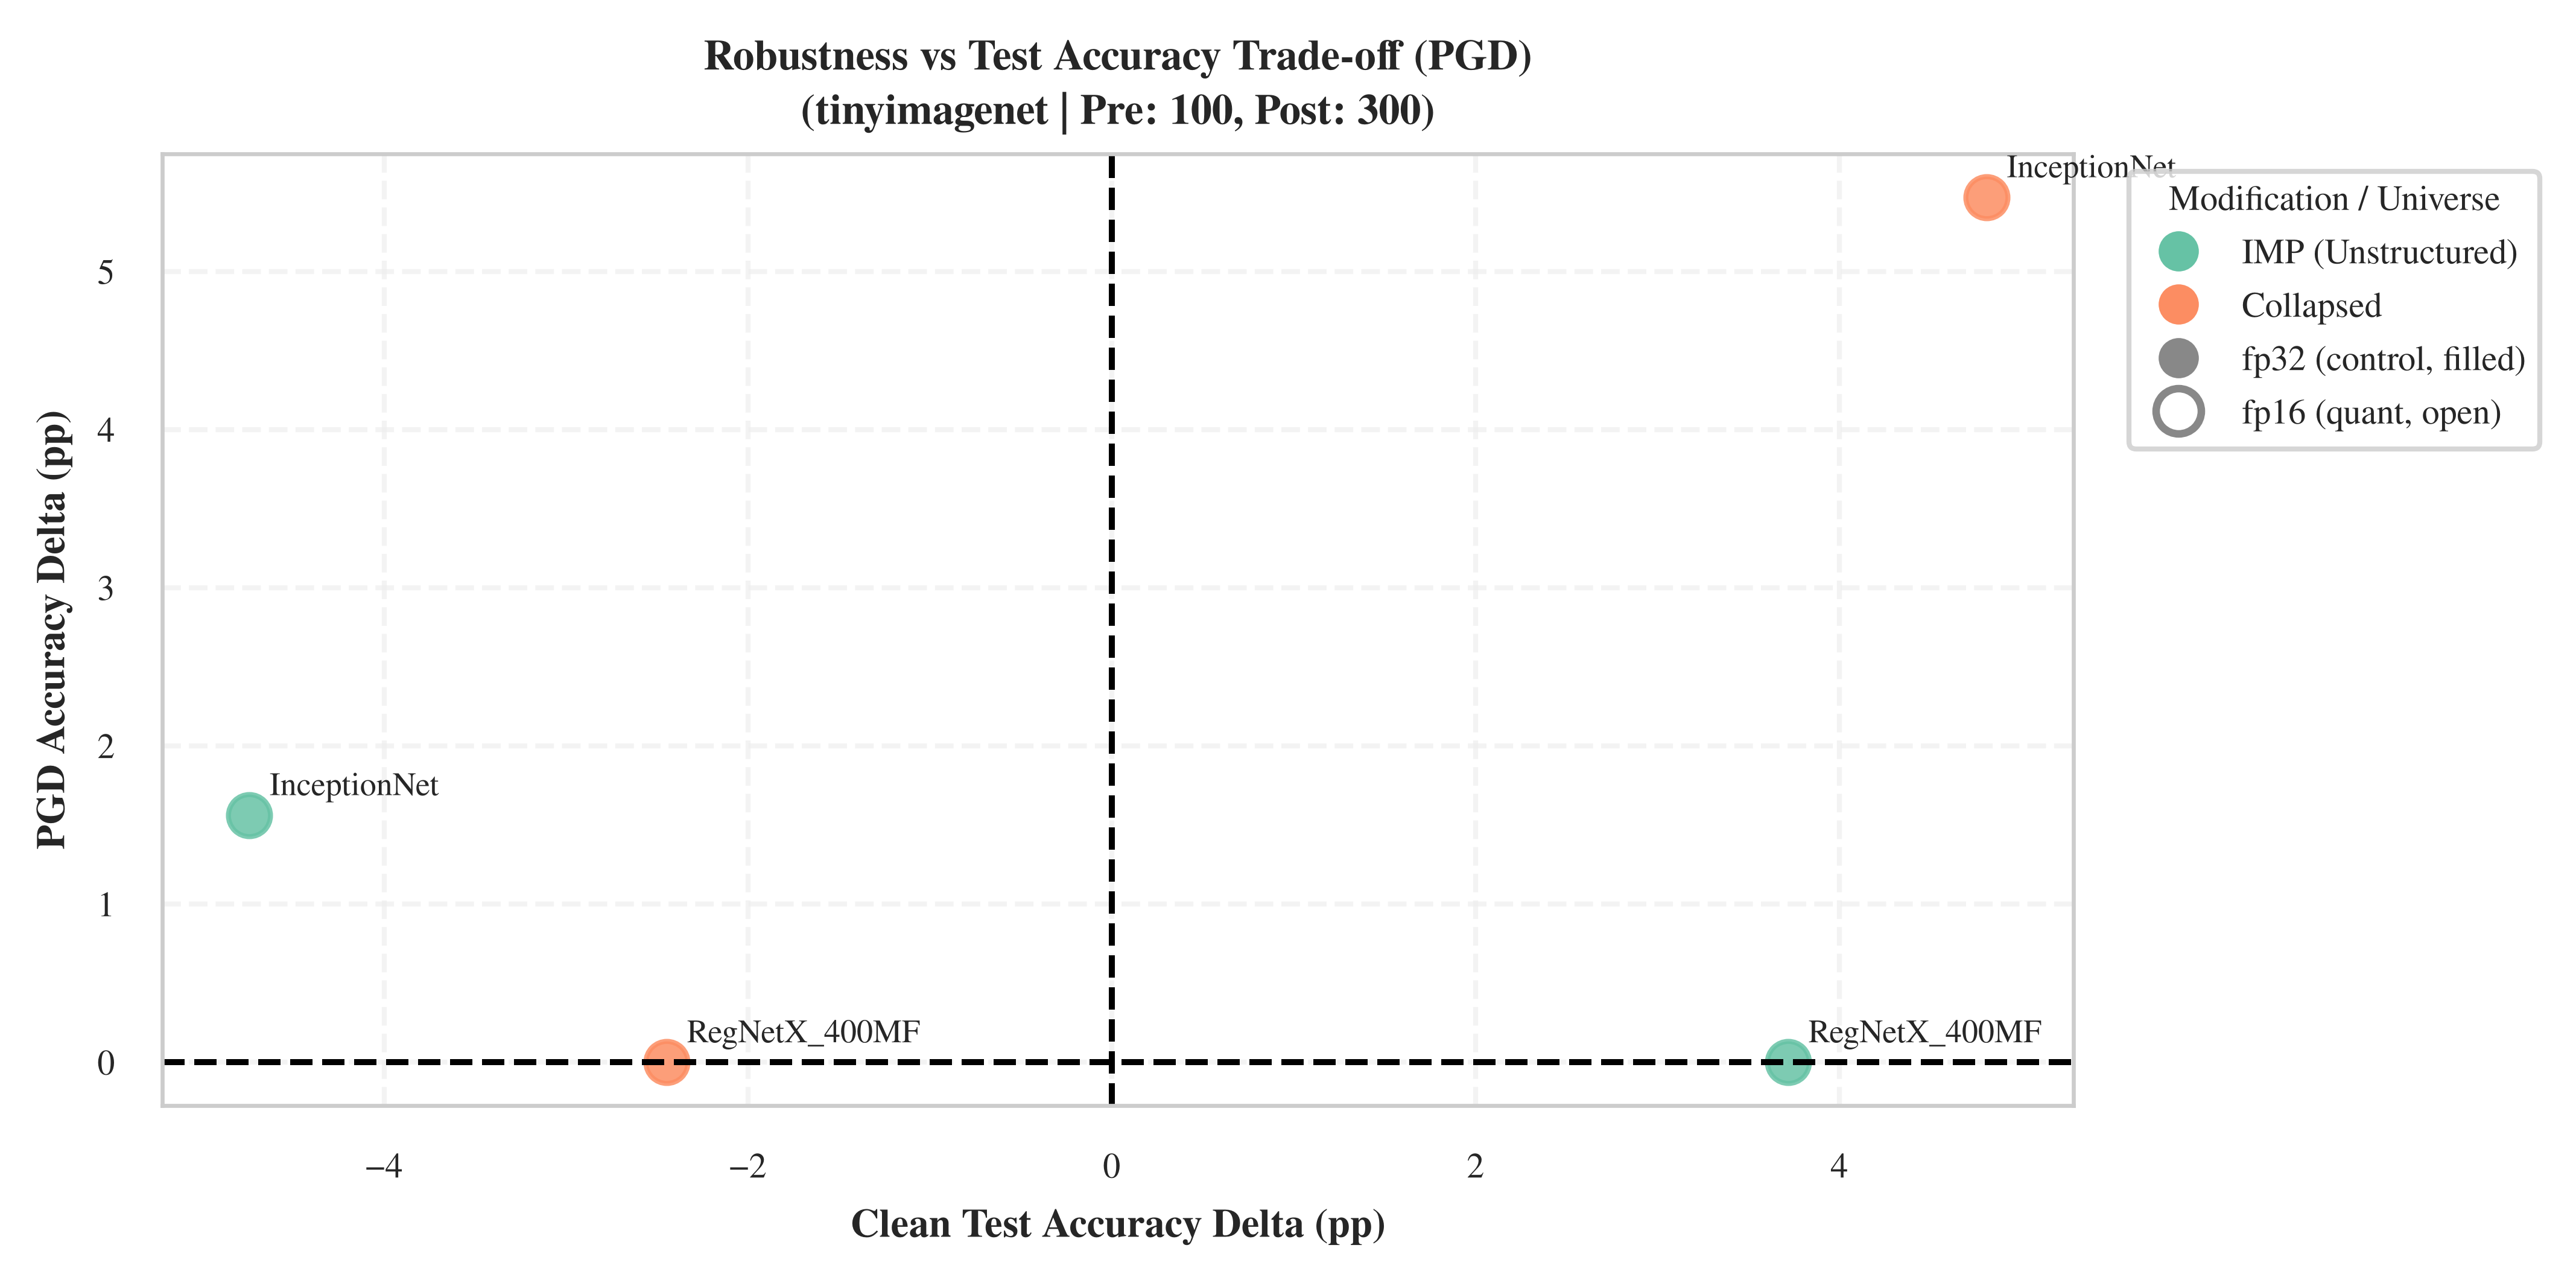 Robustness vs Test Accuracy Trade-off (PGD)
(tinyimagenet | Pre: 100, Post: 300)
InceptionNet
Modification / Universe
IMP (Unstructured)
Collapsed
fp32 (control, filled)
fp16 (quant, open)
PGD Accuracy Delta (pp)
5
4
3
2
1
0
InceptionNet
RegNetX_400MF
RegNetX_400MF
−4
−2
0
2
4
Clean Test Accuracy Delta (pp)